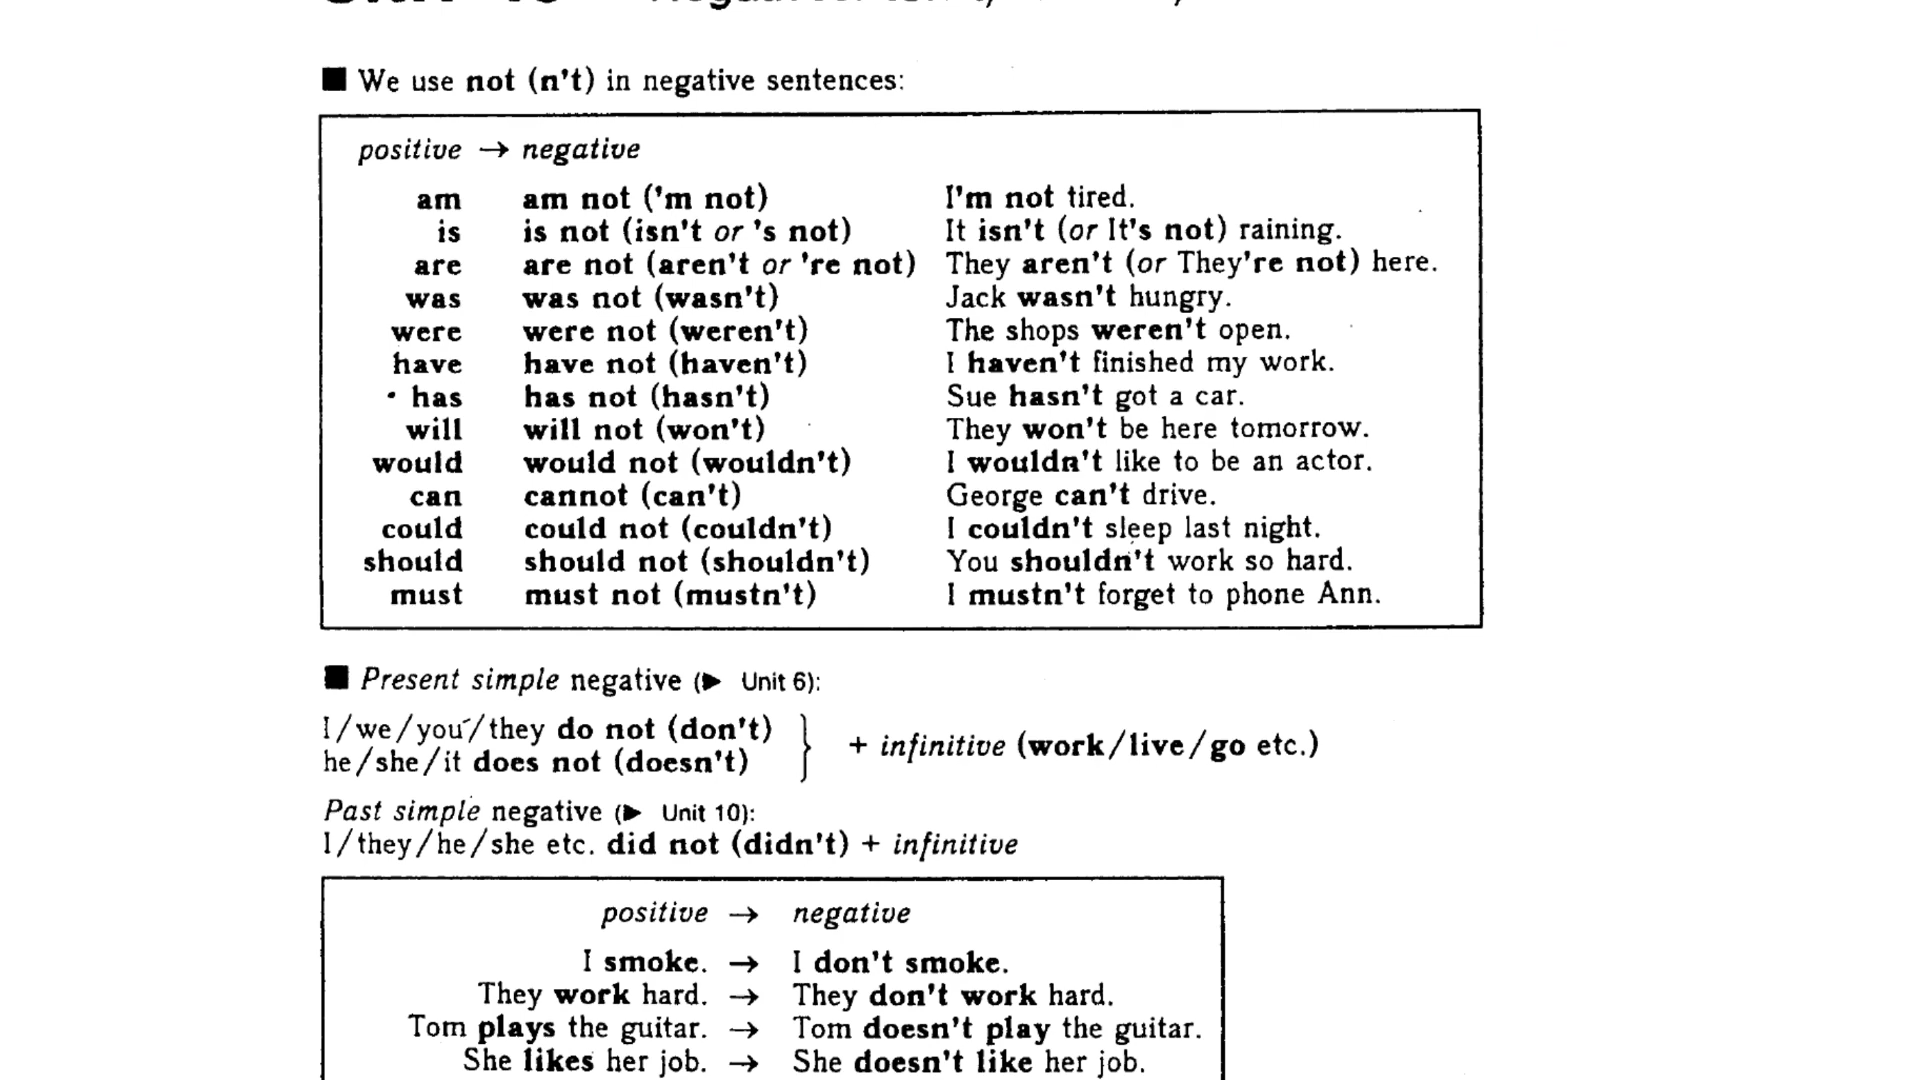 ■ We use not (n't) in negative sentences:
positive → negative
am am not ('m not) I'm not tired.
is is not (isn't or 's not) It isn't (or It's not) raining.
are are not (aren't or 're not) They aren't (or They're not) here.
was was not (wasn't) Jack wasn't hungry.
were were not (weren't) The shops weren't open.
have have not (haven't) I haven't finished my work.
has has not (hasn't) Sue hasn't got a car.
will will not (won't) They won't be here tomorrow.
would would not (wouldn't) I wouldn't like to be an actor.
can cannot (can't) George can't drive.
could could not (couldn't) I couldn't sleep last night.
should should not (shouldn't) You shouldn't work so hard.
must must not (mustn't) I mustn't forget to phone Ann.
■ Present simple negative (▶ Unit 6):
I/we/you/they do not (don't)
he/she/it does not (doesn't)
+ infinitive (work/live/go etc.)
Past simple negative (▶ Unit 10):
I/they/he/she etc. did not (didn't) + infinitive
positive → negative
I smoke. → I don't smoke.
They work hard. → They don't work hard.
Tom plays the guitar. → Tom doesn't play the guitar.
She likes her job. → She doesn't like her job.